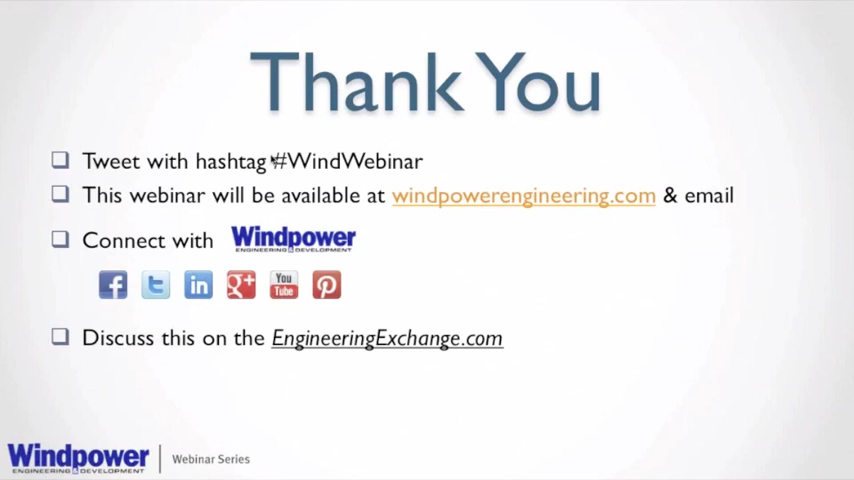 Thank You
Tweet with hashtag #WindWebinar
This webinar will be available at windpowerengineering.com & email
Connect with Windpower
ENGINEERING & DEVELOPMENT
f t in g+ You Tube P
Discuss this on the EngineeringExchange.com
Windpower
ENGINEERING & DEVELOPMENT
Webinar Series